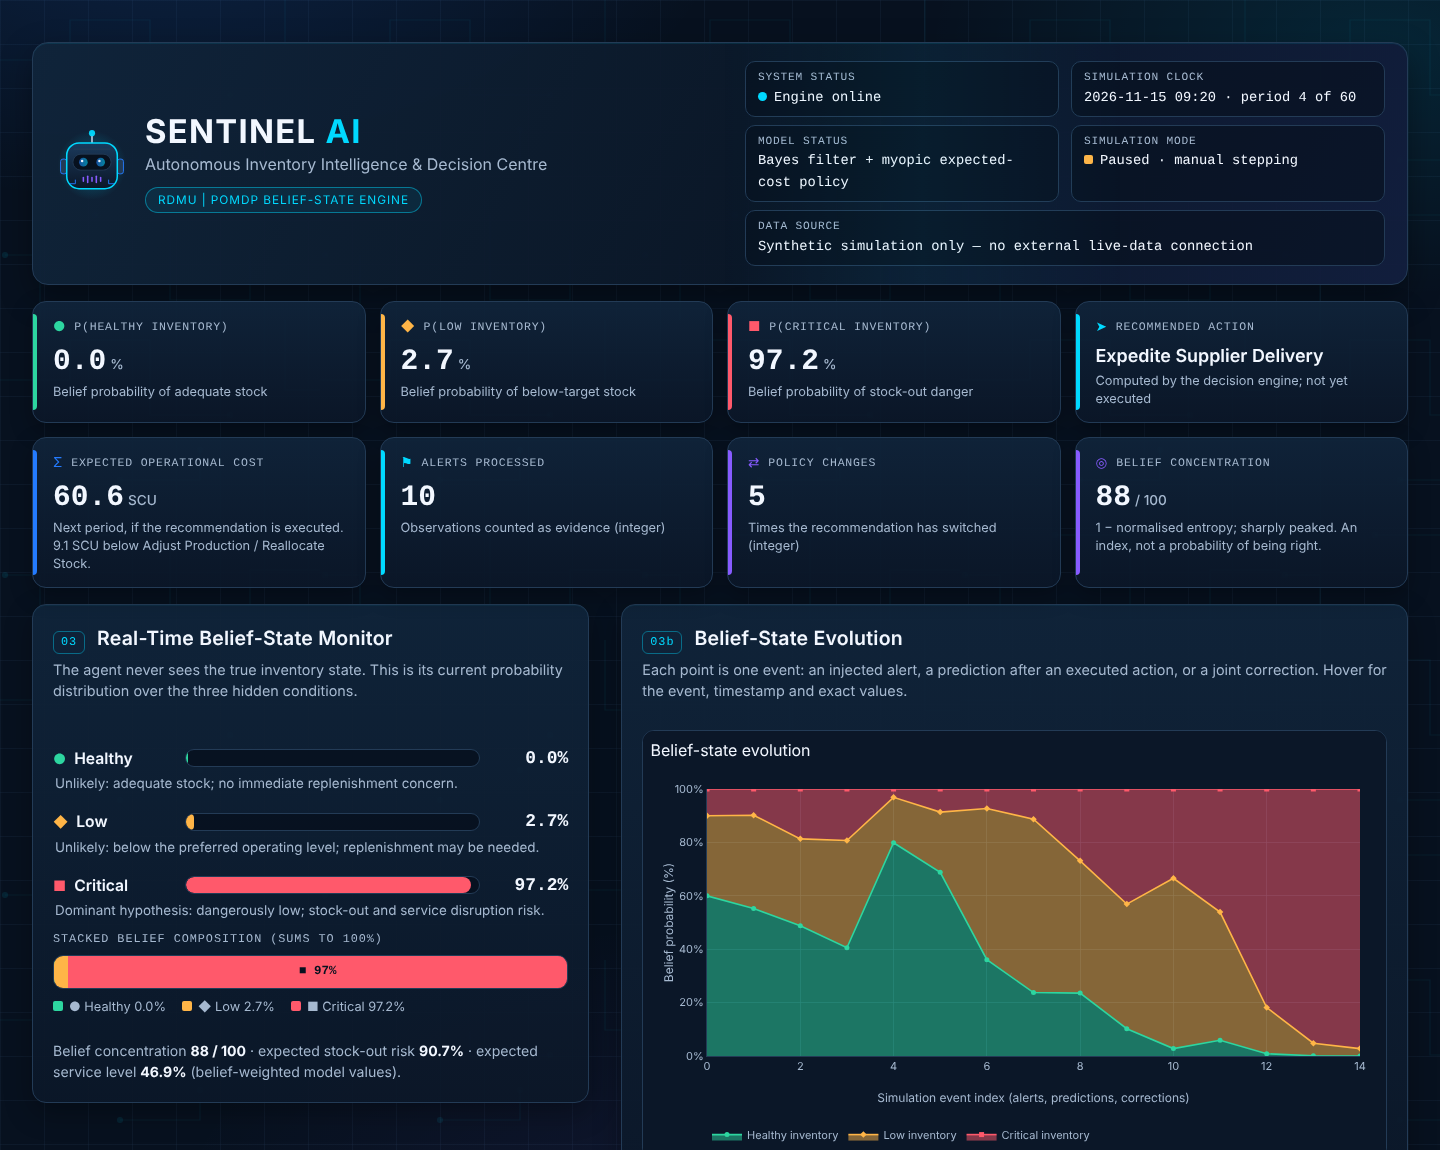 SENTINEL AI
Autonomous Inventory Intelligence & Decision Centre
RDMU | POMDP BELIEF-STATE ENGINE
SYSTEM STATUS
Engine online
SIMULATION CLOCK
2026-11-15 09:20 · period 4 of 60
MODEL STATUS
Bayes filter + myopic expected-
cost policy
SIMULATION MODE
Paused · manual stepping
DATA SOURCE
Synthetic simulation only — no external live-data connection
P(HEALTHY INVENTORY)
0.0 %
Belief probability of adequate stock
P(LOW INVENTORY)
2.7 %
Belief probability of below-target stock
P(CRITICAL INVENTORY)
97.2 %
Belief probability of stock-out danger
➤ RECOMMENDED ACTION
Expedite Supplier Delivery
Computed by the decision engine; not yet
executed
Σ EXPECTED OPERATIONAL COST
60.6 SCU
Next period, if the recommendation is executed.
9.1 SCU below Adjust Production / Reallocate
Stock.
⚑ ALERTS PROCESSED
10
Observations counted as evidence (integer)
⇄ POLICY CHANGES
5
Times the recommendation has switched
(integer)
◎ BELIEF CONCENTRATION
88 / 100
1 − normalised entropy; sharply peaked. An
index, not a probability of being right.
03 Real-Time Belief-State Monitor
The agent never sees the true inventory state. This is its current probability
distribution over the three hidden conditions.
● Healthy 0.0%
Unlikely: adequate stock; no immediate replenishment concern.
◆ Low 2.7%
Unlikely: below the preferred operating level; replenishment may be needed.
■ Critical 97.2%
Dominant hypothesis: dangerously low; stock-out and service disruption risk.
STACKED BELIEF COMPOSITION (SUMS TO 100%)
■ 97%
● Healthy 0.0% ◆ Low 2.7% ■ Critical 97.2%
Belief concentration 88 / 100 · expected stock-out risk 90.7% · expected
service level 46.9% (belief-weighted model values).
03b Belief-State Evolution
Each point is one event: an injected alert, a prediction after an executed action, or a joint correction. Hover for
the event, timestamp and exact values.
Belief-state evolution
100%
80%
60%
40%
20%
0%
Belief probability (%)
0 2 4 6 8 10 12 14
Simulation event index (alerts, predictions, corrections)
Healthy inventory Low inventory Critical inventory